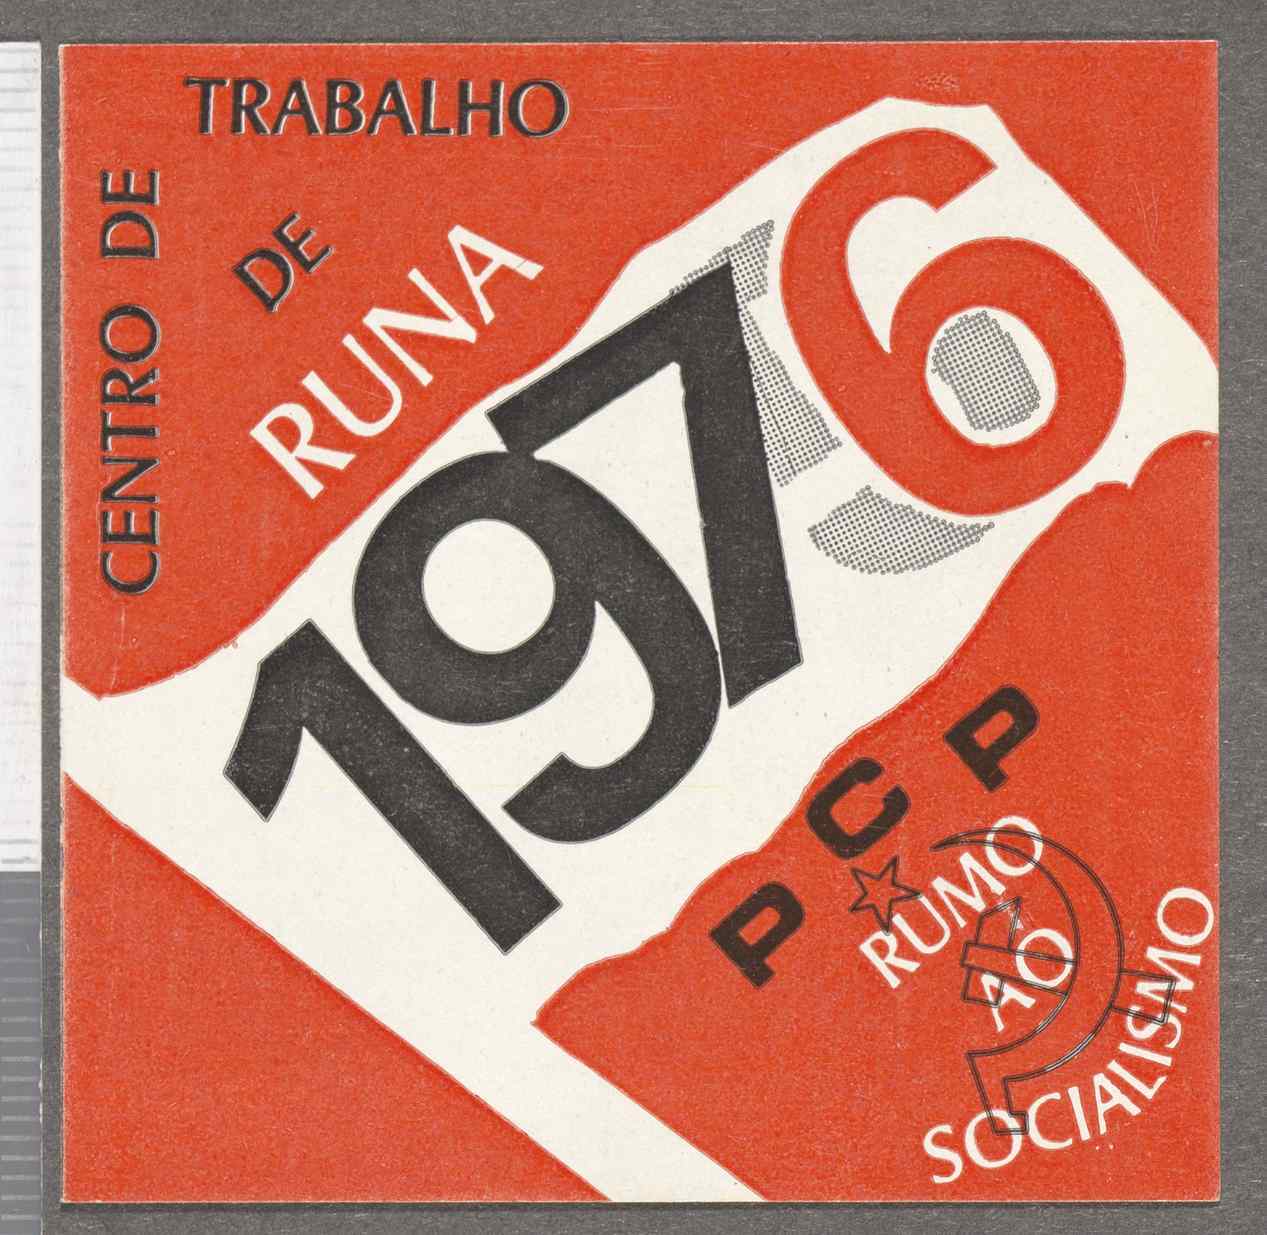 CENTRO DE
TRABALHO
DE
RUNA
1976
PCP
RUMO
AO
SOCIALISMO